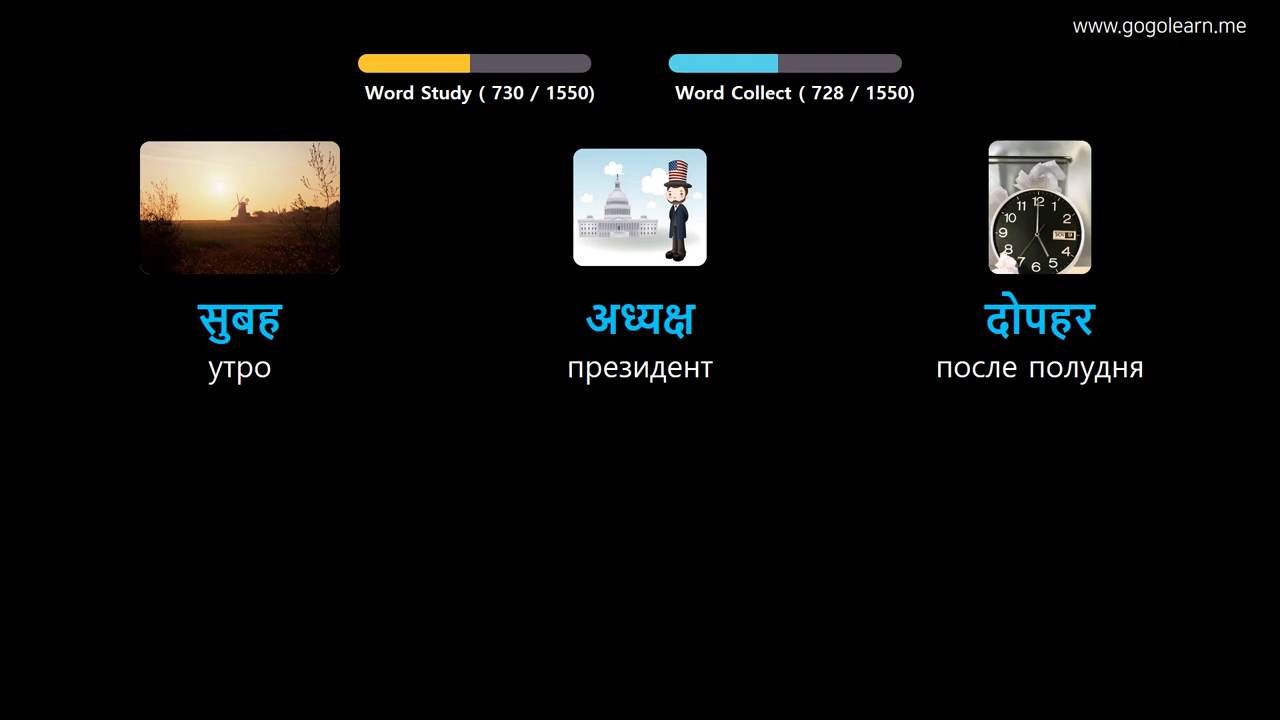 www.gogolearn.me
Word Study ( 730 / 1550)
Word Collect ( 728 / 1550)
सुबह
अध्यक्ष
दोपहर
утро
президент
после полудня